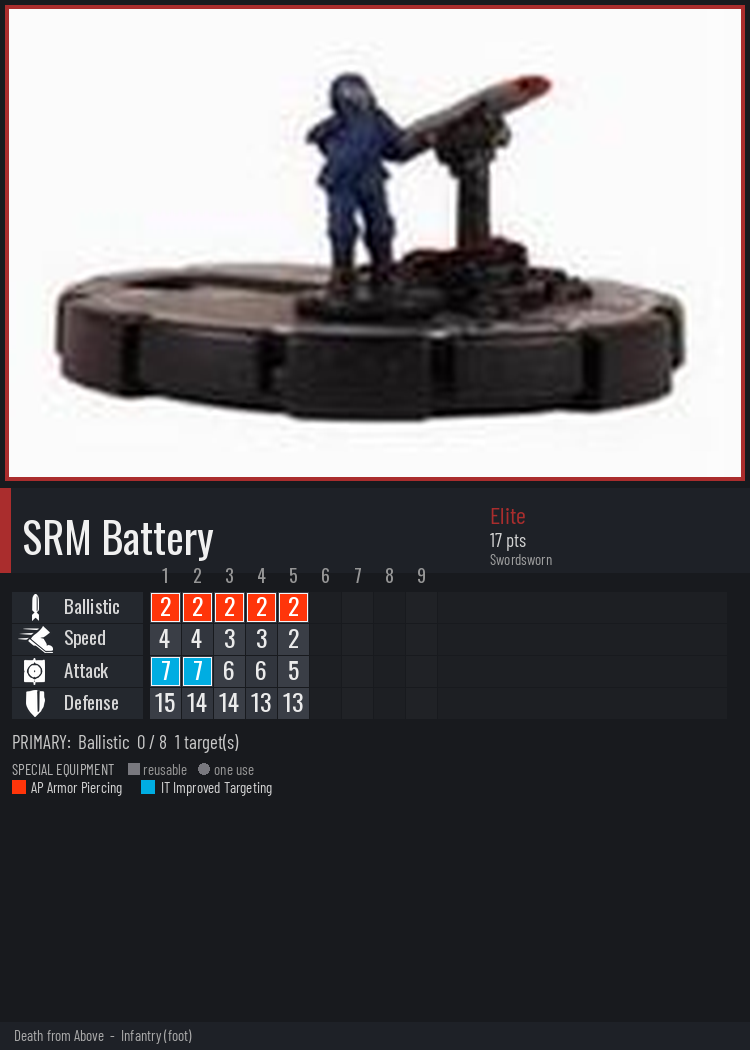 SRM Battery
Elite
17 pts
Swordsworn
1 2 3 4 5 6 7 8 9
Ballistic 2 2 2 2 2
Speed 4 4 3 3 2
Attack 7 7 6 6 5
Defense 15 14 14 13 13
PRIMARY: Ballistic 0 / 8 1 target(s)
SPECIAL EQUIPMENT reusable one use
AP Armor Piercing IT Improved Targeting
Death from Above - Infantry (foot)